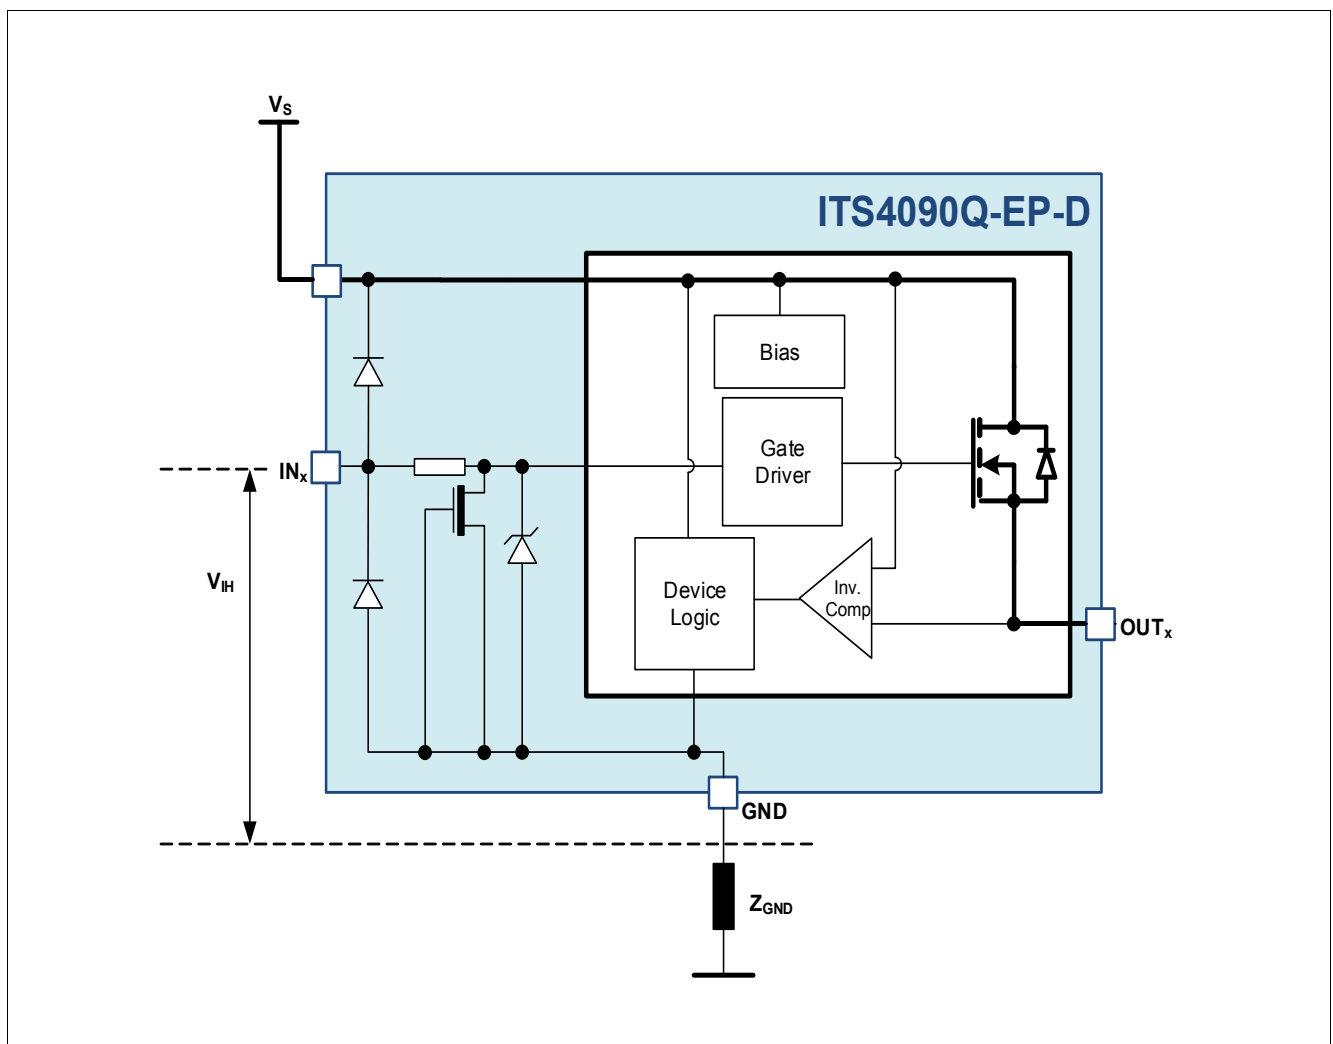 VS
ITS4090Q-EP-D
Bias
Gate
Driver
INx
VIH
Device
Logic
Inv.
Comp
OUTx
GND
ZGND